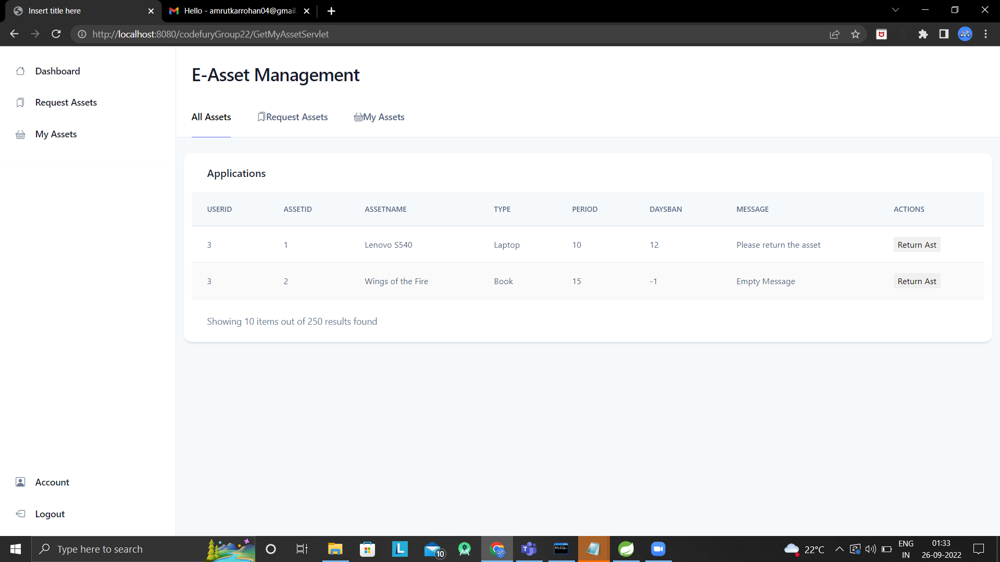 Insert title here
Hello - amrutkarrohan04@gmail.
http://localhost:8080/codefuryGroup22/GetMyAssetServlet
Dashboard
Request Assets
My Assets
E-Asset Management
All Assets Request Assets My Assets
Applications
USERID ASSETID ASSETNAME TYPE PERIOD DAYSBAN MESSAGE ACTIONS
3 1 Lenovo S540 Laptop 10 12 Please return the asset Return Ast
3 2 Wings of the Fire Book 15 -1 Empty Message Return Ast
Showing 10 items out of 250 results found
Account
Logout
Type here to search
L
10
MySQL
22°C
ENG
IN
01:33
26-09-2022